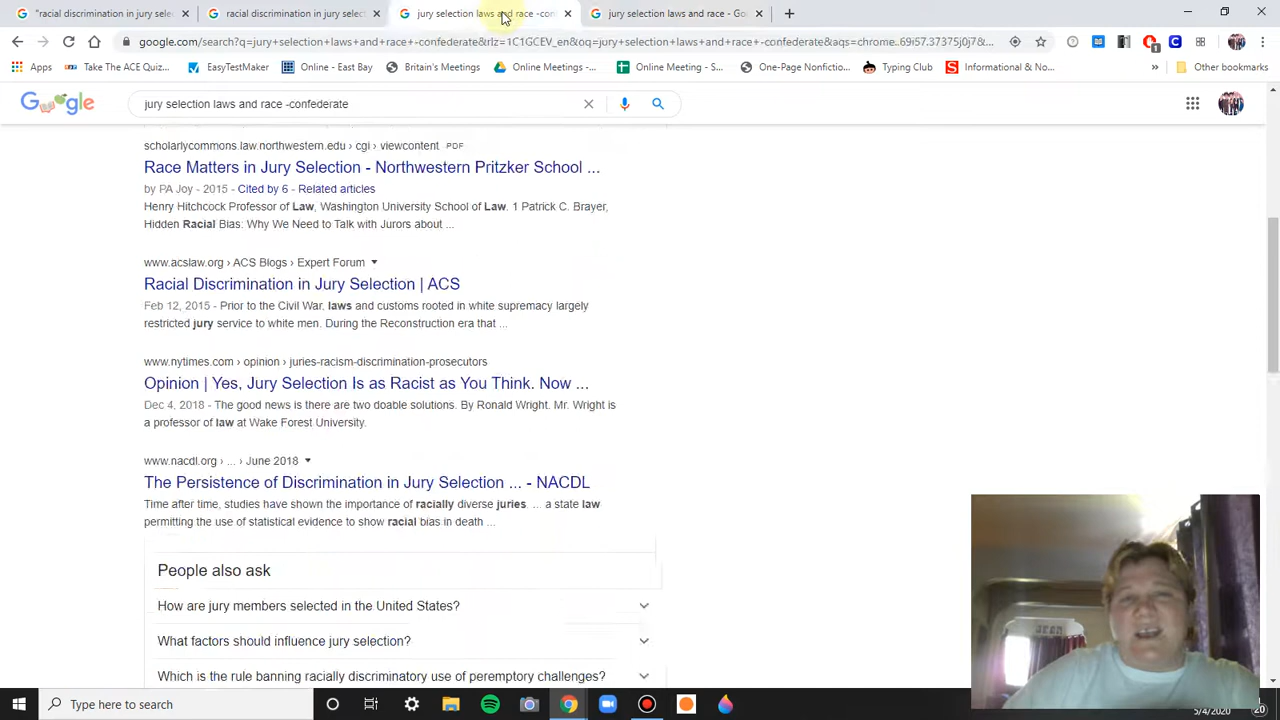 "racial discrimination in jury sele
racial discrimination in jury select
jury selection laws and race -con
jury selection laws and race - Go
google.com/search?q=jury+selection+laws+and+race+-confederate&rlz=1C1GCEV_en&oq=jury+selection+laws+and+race+-confederate&aqs=chrome..69i57.37375j0j7&...
Apps
Take The ACE Quiz...
EasyTestMaker
Online - East Bay
Britain's Meetings
Online Meetings -...
Online Meeting - S...
One-Page Nonfictio...
Typing Club
Informational & No...
»
Other bookmarks
Google
jury selection laws and race -confederate
scholarlycommons.law.northwestern.edu › cgi › viewcontent PDF
Race Matters in Jury Selection - Northwestern Pritzker School ...
by PA Joy - 2015 - Cited by 6 - Related articles
Henry Hitchcock Professor of Law, Washington University School of Law. 1 Patrick C. Brayer,
Hidden Racial Bias: Why We Need to Talk with Jurors about ...
www.acslaw.org › ACS Blogs › Expert Forum
Racial Discrimination in Jury Selection | ACS
Feb 12, 2015 - Prior to the Civil War, laws and customs rooted in white supremacy largely
restricted jury service to white men. During the Reconstruction era that ...
www.nytimes.com › opinion › juries-racism-discrimination-prosecutors
Opinion | Yes, Jury Selection Is as Racist as You Think. Now ...
Dec 4, 2018 - The good news is there are two doable solutions. By Ronald Wright. Mr. Wright is
a professor of law at Wake Forest University.
www.nacdl.org › ... › June 2018
The Persistence of Discrimination in Jury Selection ... - NACDL
Time after time, studies have shown the importance of racially diverse juries. ... a state law
permitting the use of statistical evidence to show racial bias in death ...
People also ask
How are jury members selected in the United States?
What factors should influence jury selection?
Which is the rule banning racially discriminatory use of peremptory challenges?
Type here to search
5/4/2020
20